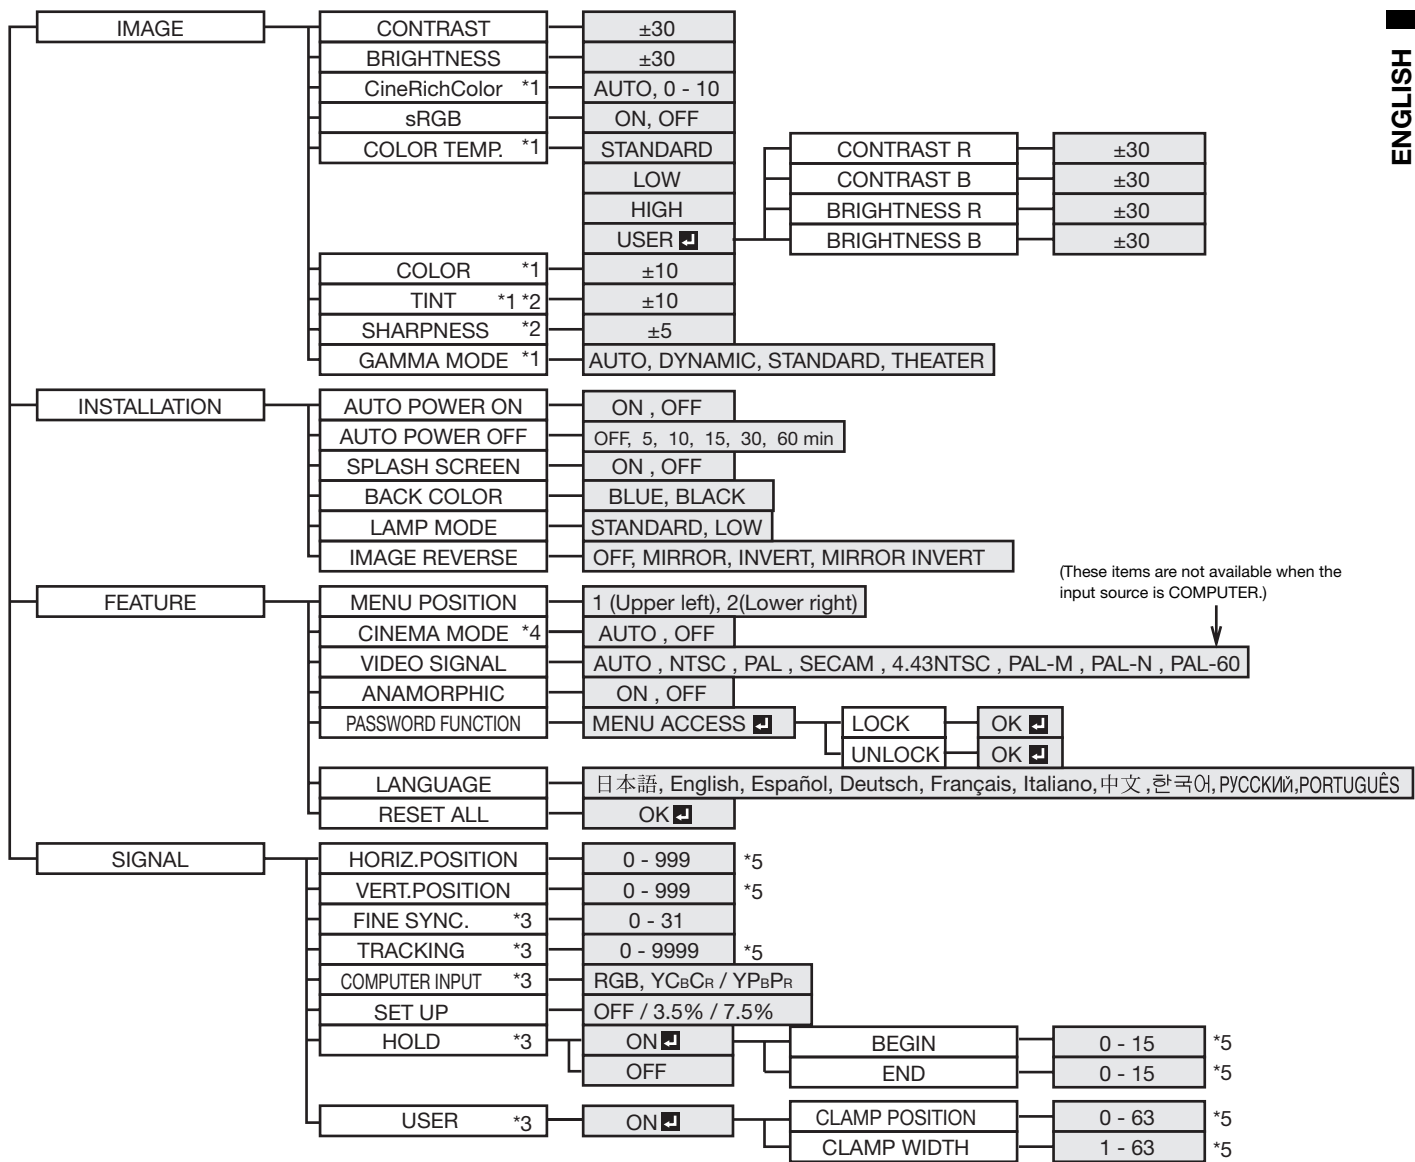 ENGLISH
IMAGE
CONTRAST ±30
BRIGHTNESS ±30
CineRichColor *1 AUTO, 0 - 10
sRGB ON, OFF
COLOR TEMP. *1 STANDARD
LOW
HIGH
USER
CONTRAST R ±30
CONTRAST B ±30
BRIGHTNESS R ±30
BRIGHTNESS B ±30
COLOR *1 ±10
TINT *1 *2 ±10
SHARPNESS *2 ±5
GAMMA MODE *1 AUTO, DYNAMIC, STANDARD, THEATER
INSTALLATION
AUTO POWER ON ON , OFF
AUTO POWER OFF OFF, 5, 10, 15, 30, 60 min
SPLASH SCREEN ON , OFF
BACK COLOR BLUE, BLACK
LAMP MODE STANDARD, LOW
IMAGE REVERSE OFF, MIRROR, INVERT, MIRROR INVERT
(These items are not available when the
input source is COMPUTER.)
FEATURE
MENU POSITION 1 (Upper left), 2(Lower right)
CINEMA MODE *4 AUTO , OFF
VIDEO SIGNAL AUTO , NTSC , PAL , SECAM , 4.43NTSC , PAL-M , PAL-N , PAL-60
ANAMORPHIC ON , OFF
PASSWORD FUNCTION MENU ACCESS
LOCK OK
UNLOCK OK
LANGUAGE 日本語, English, Español, Deutsch, Français, Italiano, 中文 ,한국어, РУССКИЙ,PORTUGUÊS
RESET ALL OK
SIGNAL
HORIZ.POSITION 0 - 999 *5
VERT.POSITION 0 - 999 *5
FINE SYNC. *3 0 - 31
TRACKING *3 0 - 9999 *5
COMPUTER INPUT *3 RGB, YCBCR / YPBPR
SET UP OFF / 3.5% / 7.5%
HOLD *3 ON
OFF
BEGIN 0 - 15 *5
END 0 - 15 *5
USER *3 ON
CLAMP POSITION 0 - 63 *5
CLAMP WIDTH 1 - 63 *5